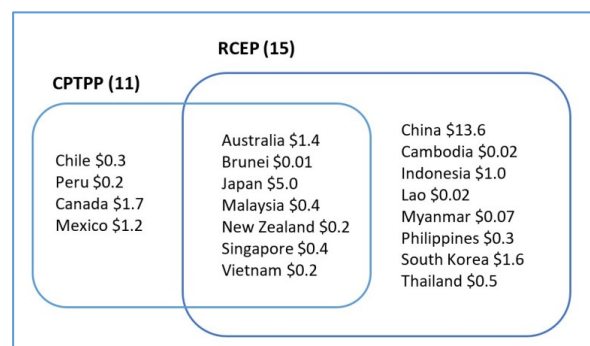 RCEP (15)
CPTPP (11)
Chile $0.3
Peru $0.2
Canada $1.7
Mexico $1.2
Australia $1.4
Brunei $0.01
Japan $5.0
Malaysia $0.4
New Zealand $0.2
Singapore $0.4
Vietnam $0.2
China $13.6
Cambodia $0.02
Indonesia $1.0
Lao $0.02
Myanmar $0.07
Philippines $0.3
South Korea $1.6
Thailand $0.5